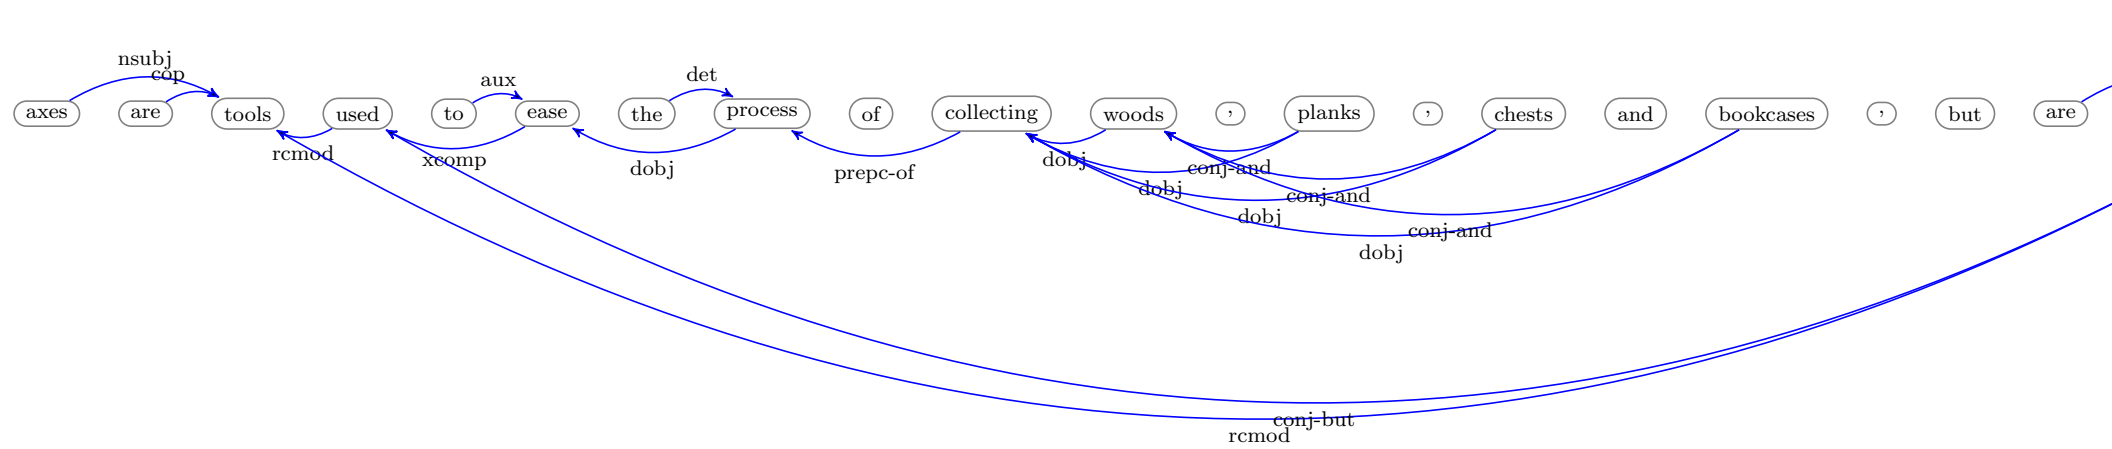 nsubj
cop aux det
axes are tools used to ease the process of collecting woods , planks , chests and bookcases , but are
rcmod xcomp dobj prepc-of dobj conj-and
dobj conj-and
dobj conj-and
dobj
conj-but
rcmod